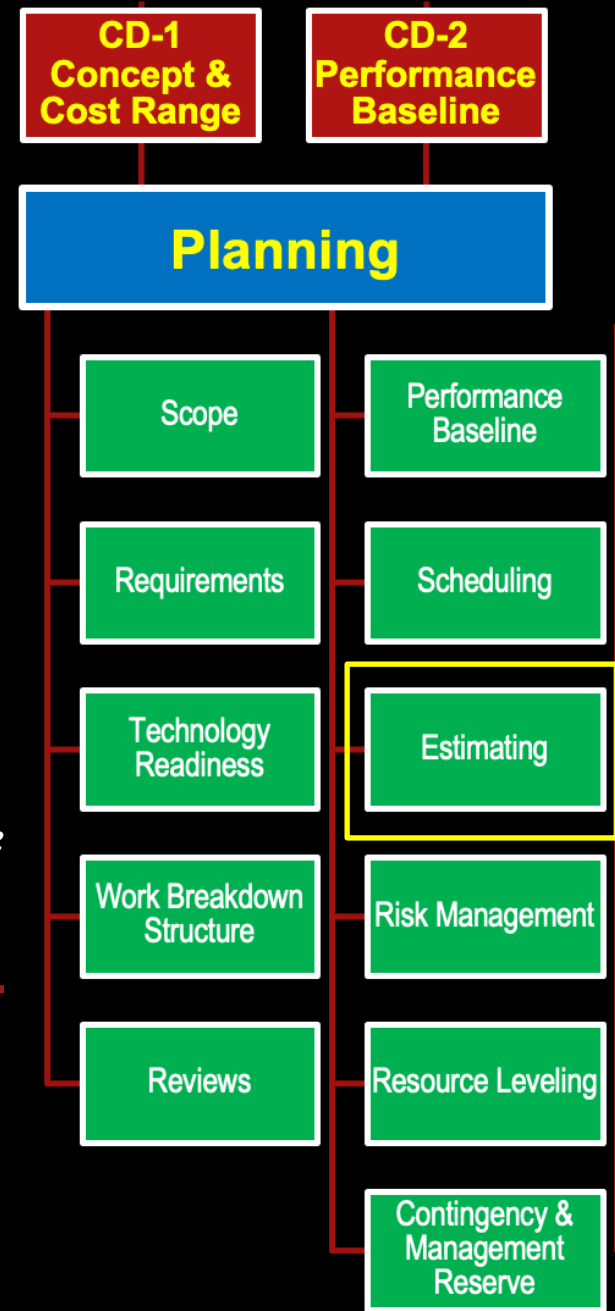 CD-1
Concept &
Cost Range
CD-2
Performance
Baseline
Planning
Scope
Requirements
Technology
Readiness
Work Breakdown
Structure
Reviews
Performance
Baseline
Scheduling
Estimating
Risk Management
Resource Leveling
Contingency &
Management
Reserve